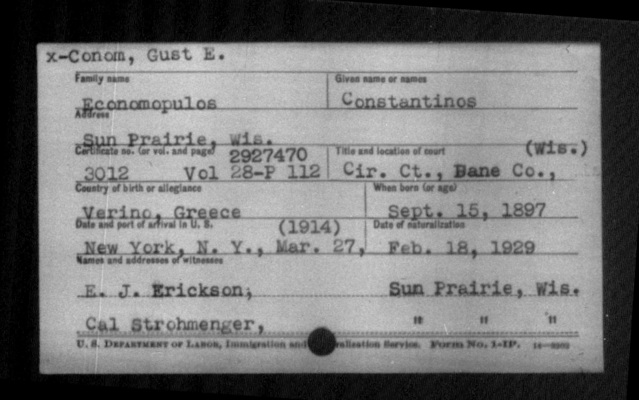 x-Conom, Gust E.
Family name Given name or names
Economopulos Constantinos
Address
Sun Prairie, Wis.
Certificate no. (or vol. and page) 2927470 Title and location of court (Wis.)
3012 Vol 28-P 112 Cir. Ct., Dane Co.,
Country of birth or allegiance When born (or age)
Verino, Greece Sept. 15, 1897
Date and port of arrival in U. S. (1914) Date of naturalization
New York, N. Y., Mar. 27, Feb. 18, 1929
Names and addresses of witnesses
E. J. Erickson, Sun Prairie, Wis.
Cal Strohmenger, " " "
U. S. DEPARTMENT OF LABOR, Immigration and Naturalization Service. Form No. 1-IP.